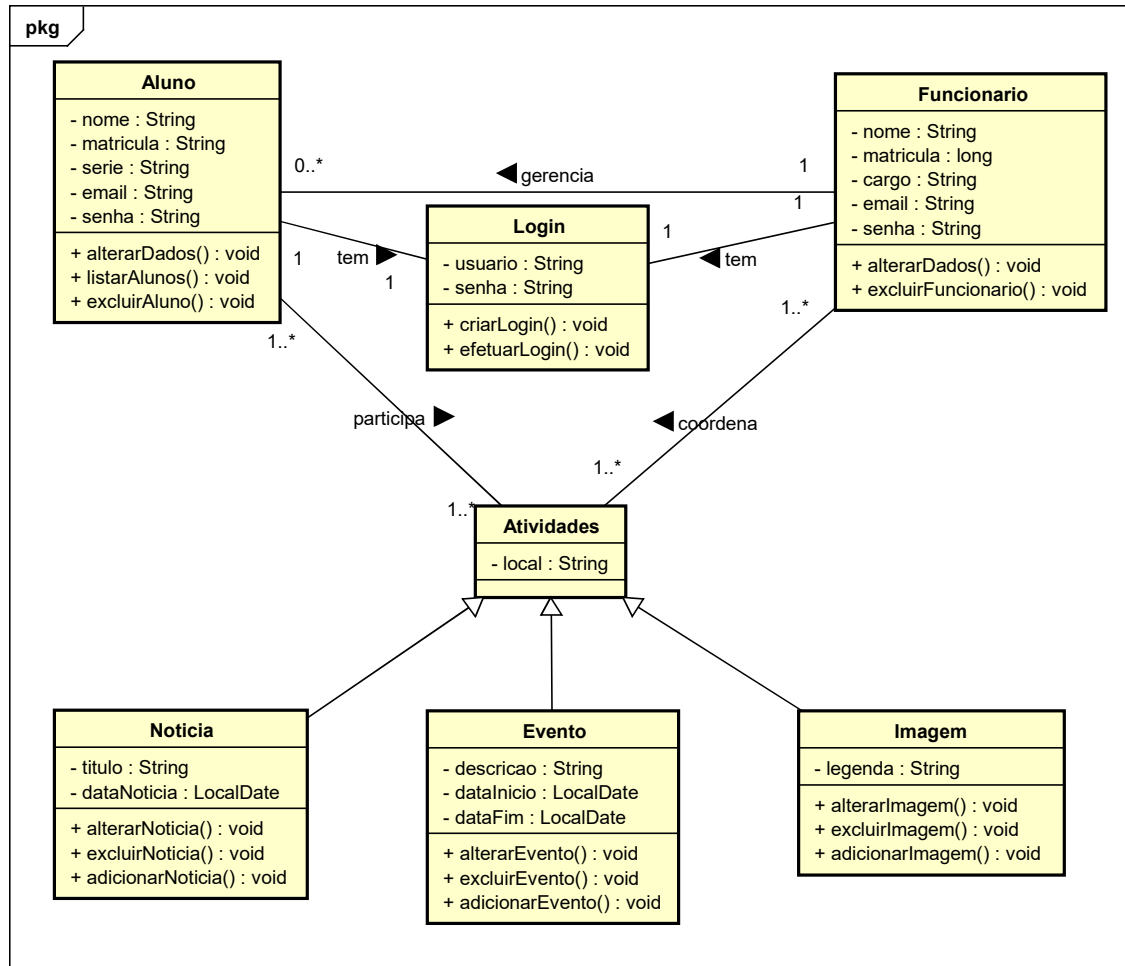 pkg
Aluno
- nome : String
- matricula : String
- serie : String
- email : String
- senha : String
+ alterarDados() : void
+ listarAlunos() : void
+ excluirAluno() : void
Funcionario
- nome : String
- matricula : long
- cargo : String
- email : String
- senha : String
+ alterarDados() : void
+ excluirFuncionario() : void
0..*
gerencia
1
Login
- usuario : String
- senha : String
+ criarLogin() : void
+ efetuarLogin() : void
1
tem
1
1
tem
1
1..*
participa
1..*
1..*
coordena
1..*
Atividades
- local : String
Noticia
- titulo : String
- dataNoticia : LocalDate
+ alterarNoticia() : void
+ excluirNoticia() : void
+ adicionarNoticia() : void
Evento
- descricao : String
- dataInicio : LocalDate
- dataFim : LocalDate
+ alterarEvento() : void
+ excluirEvento() : void
+ adicionarEvento() : void
Imagem
- legenda : String
+ alterarImagem() : void
+ excluirImagem() : void
+ adicionarImagem() : void